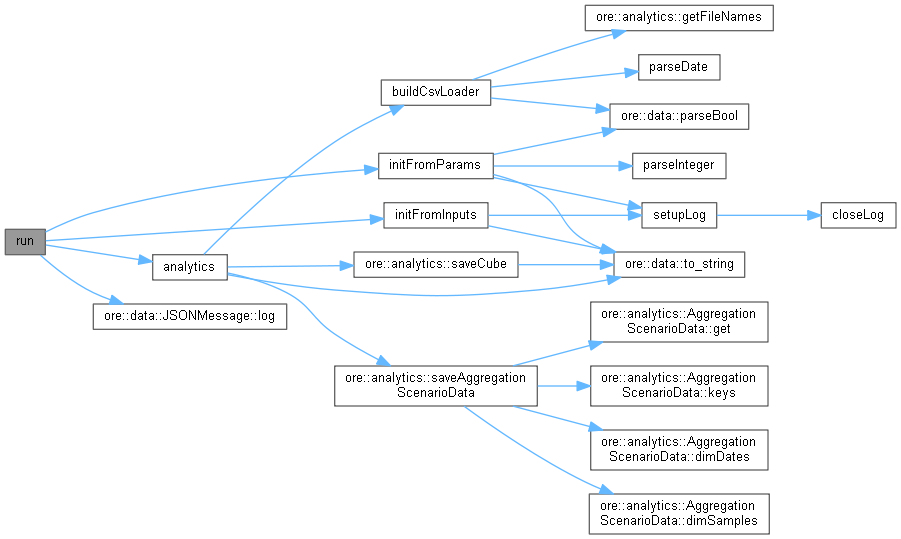 ore::analytics::getFileNames
parseDate
buildCsvLoader
ore::data::parseBool
initFromParams
parseInteger
initFromInputs
setupLog
closeLog
run
analytics
ore::analytics::saveCube
ore::data::to_string
ore::data::JSONMessage::log
ore::analytics::Aggregation
ScenarioData::get
ore::analytics::saveAggregation
ScenarioData
ore::analytics::Aggregation
ScenarioData::keys
ore::analytics::Aggregation
ScenarioData::dimDates
ore::analytics::Aggregation
ScenarioData::dimSamples